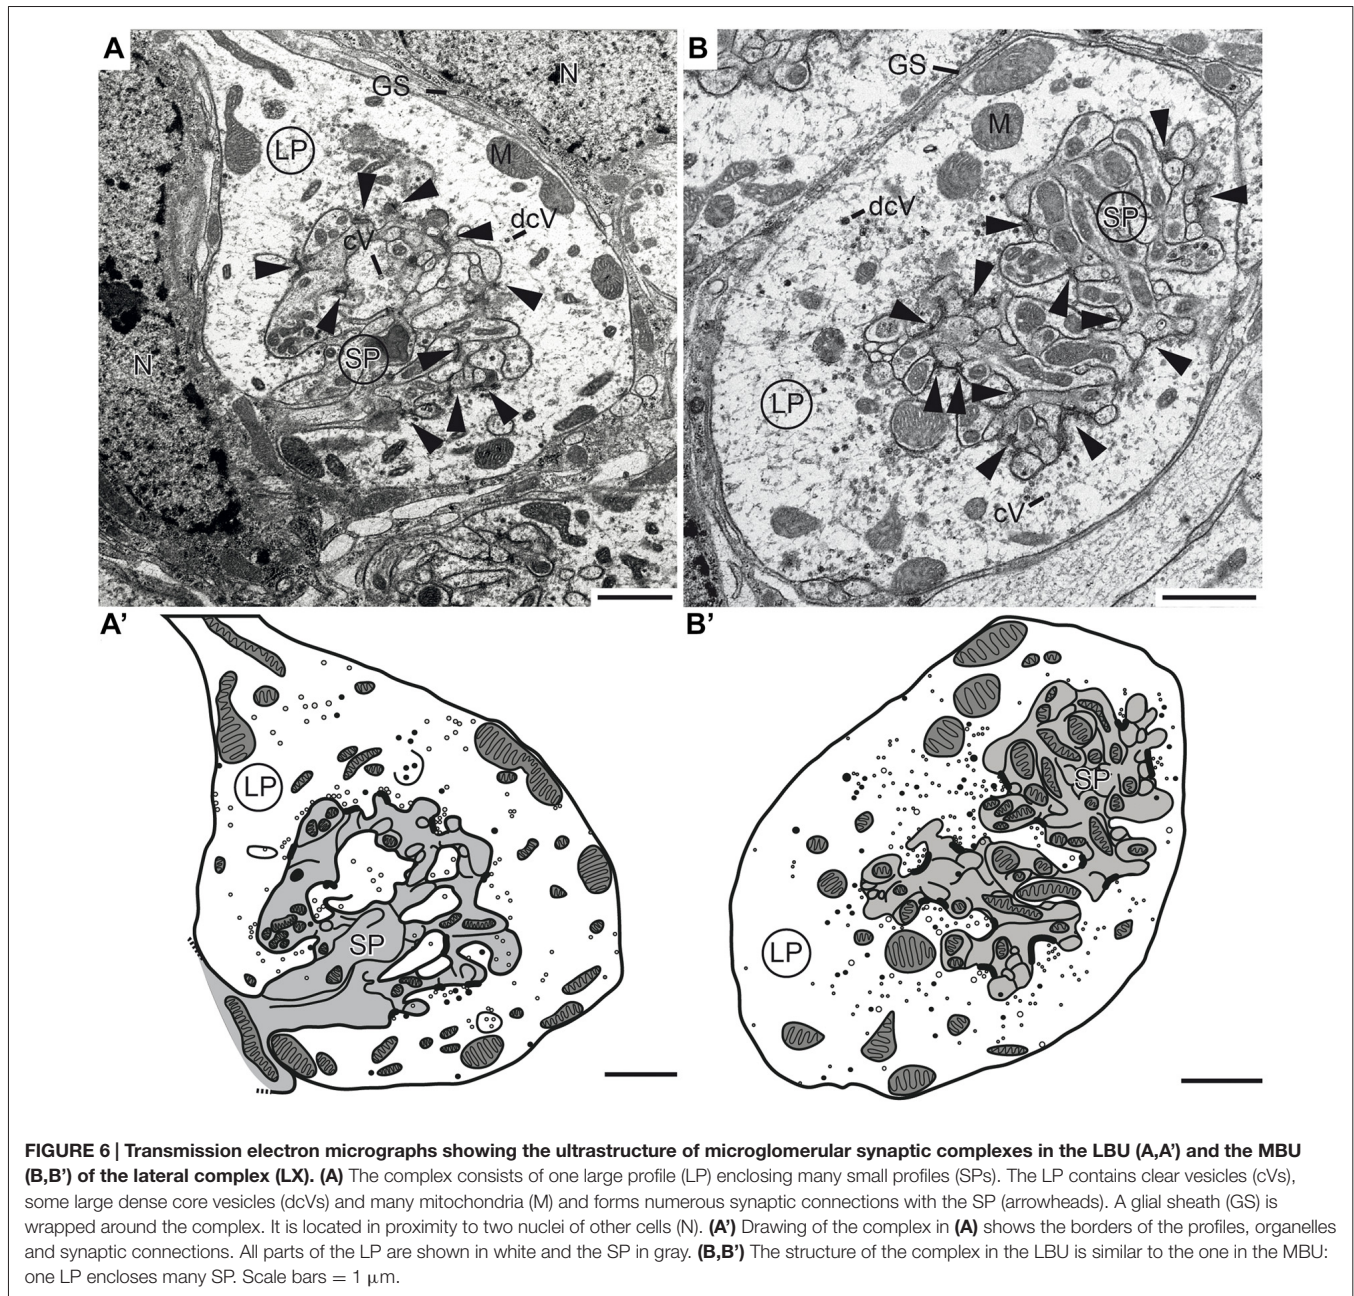 A
B
GS
N
GS
LP
M
M
dcV
dcV
SP
cV
N
SP
LP
cV
A'
B'
LP
SP
SP
LP
FIGURE 6 | Transmission electron micrographs showing the ultrastructure of microglomerular synaptic complexes in the LBU (A,A’) and the MBU
(B,B’) of the lateral complex (LX). (A) The complex consists of one large profile (LP) enclosing many small profiles (SPs). The LP contains clear vesicles (cVs),
some large dense core vesicles (dcVs) and many mitochondria (M) and forms numerous synaptic connections with the SP (arrowheads). A glial sheath (GS) is
wrapped around the complex. It is located in proximity to two nuclei of other cells (N). (A’) Drawing of the complex in (A) shows the borders of the profiles, organelles
and synaptic connections. All parts of the LP are shown in white and the SP in gray. (B,B’) The structure of the complex in the LBU is similar to the one in the MBU:
one LP encloses many SP. Scale bars = 1 μm.